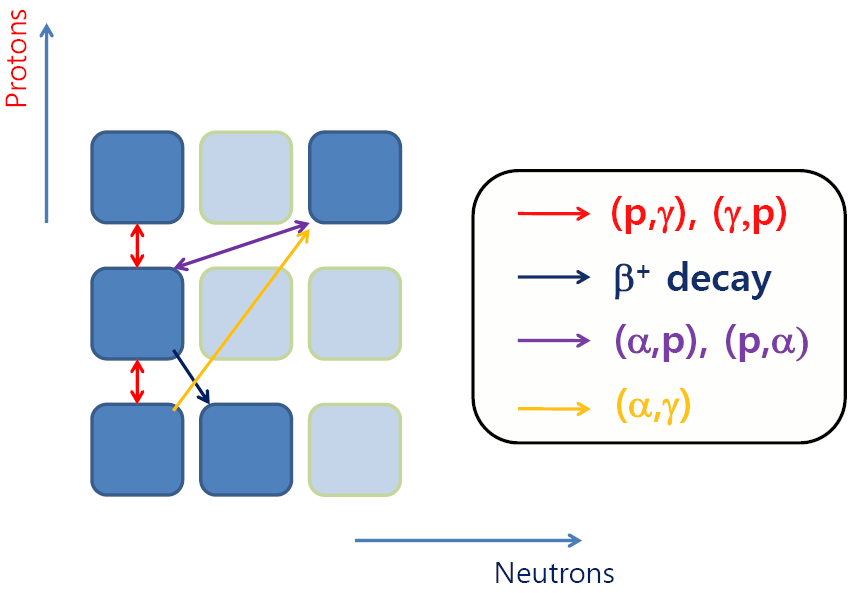 Protons
(p,γ), (γ,p)
β⁺ decay
(α,p), (p,α)
(α,γ)
Neutrons